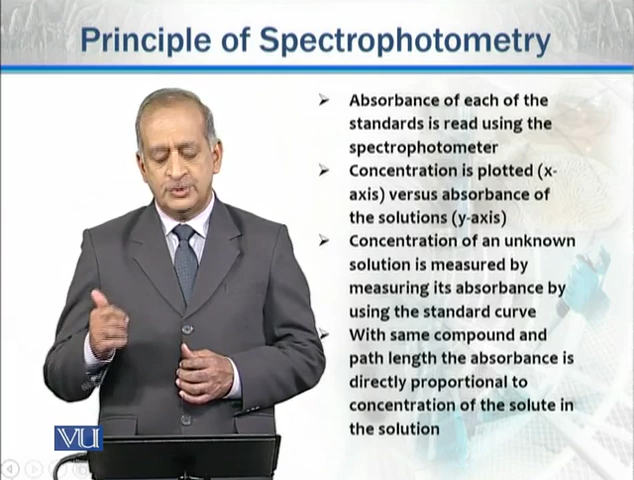 Principle of Spectrophotometry
Absorbance of each of the
standards is read using the
spectrophotometer
Concentration is plotted (x-
axis) versus absorbance of
the solutions (y-axis)
Concentration of an unknown
solution is measured by
measuring its absorbance by
using the standard curve
With same compound and
path length the absorbance is
directly proportional to
concentration of the solute in
the solution
VU